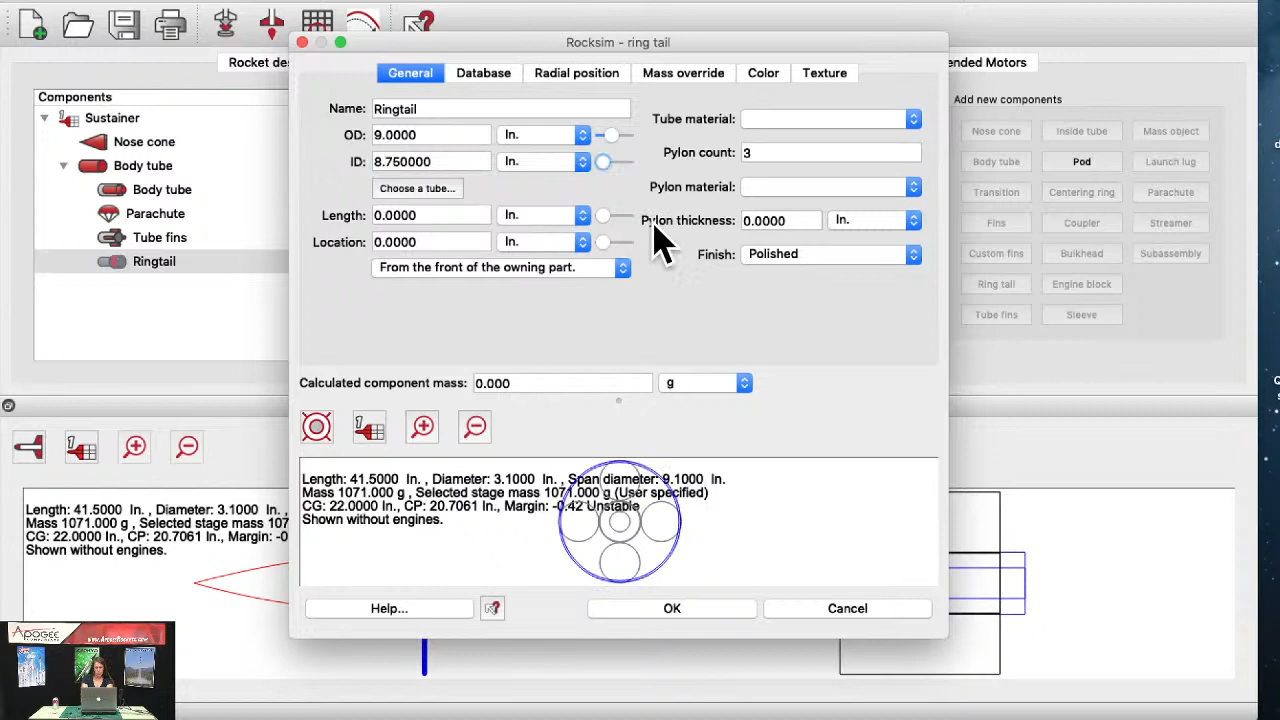 Rocksim - ring tail
Rocket des
ended Motors
General
Database
Radial position
Mass override
Color
Texture
Components
Sustainer
Nose cone
Body tube
Body tube
Parachute
Tube fins
Ringtail
Name: Ringtail
OD: 9.0000 In.
ID: 8.750000 In.
Choose a tube...
Length: 0.0000 In.
Location: 0.0000 In.
From the front of the owning part.
Tube material:
Pylon count: 3
Pylon material:
Pylon thickness: 0.0000 In.
Finish: Polished
Calculated component mass: 0.000 g
Add new components
Nose cone Inside tube Mass object
Body tube Pod Launch lug
Transition Centering ring Parachute
Fins Coupler Streamer
Custom fins Bulkhead Subassembly
Ring tail Engine block
Tube fins Sleeve
Length: 41.5000 In. , Diameter: 3.1000 In. , Span diameter: 9.1000 In.
Mass 1071.000 g , Selected stage mass 1071.000 g (User specified)
CG: 22.0000 In., CP: 20.7061 In., Margin: -0.42 Unstable
Shown without engines.
Help...
OK
Cancel
Length: 41.5000 In. , Diameter: 3.1000 In. ,
Mass 1071.000 g , Selected stage mass 107
CG: 22.0000 In., CP: 20.7061 In., Margin: -0
Shown without engines.
APOGEE
COMPONENTS
www.ApogeeRockets.com